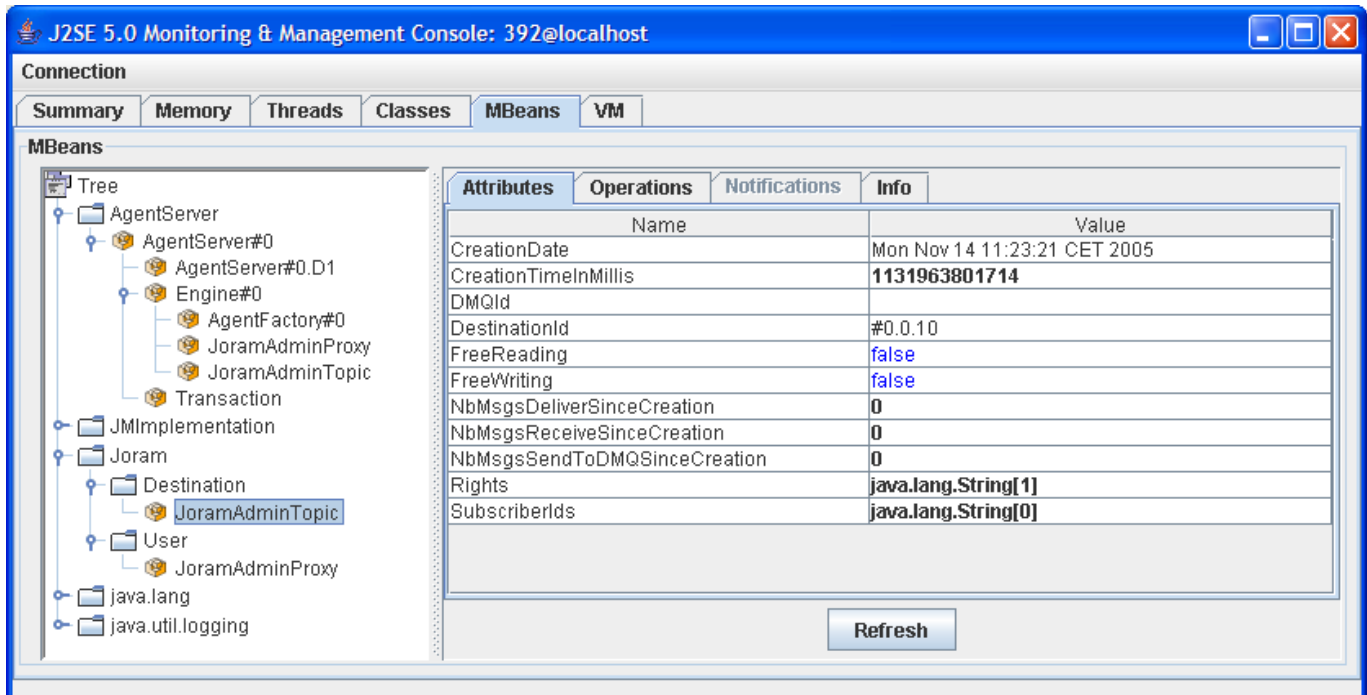 J2SE 5.0 Monitoring & Management Console: 392@localhost
Connection
Summary Memory Threads Classes MBeans VM
MBeans
Tree
AgentServer
AgentServer#0
AgentServer#0.D1
Engine#0
AgentFactory#0
JoramAdminProxy
JoramAdminTopic
Transaction
JMImplementation
Joram
Destination
JoramAdminTopic
User
JoramAdminProxy
java.lang
java.util.logging
Attributes Operations Notifications Info
Name Value
CreationDate Mon Nov 14 11:23:21 CET 2005
CreationTimeInMillis 1131963801714
DMQId
DestinationId #0.0.10
FreeReading false
FreeWriting false
NbMsgsDeliverSinceCreation 0
NbMsgsReceiveSinceCreation 0
NbMsgsSendToDMQSinceCreation 0
Rights java.lang.String[1]
SubscriberIds java.lang.String[0]
Refresh